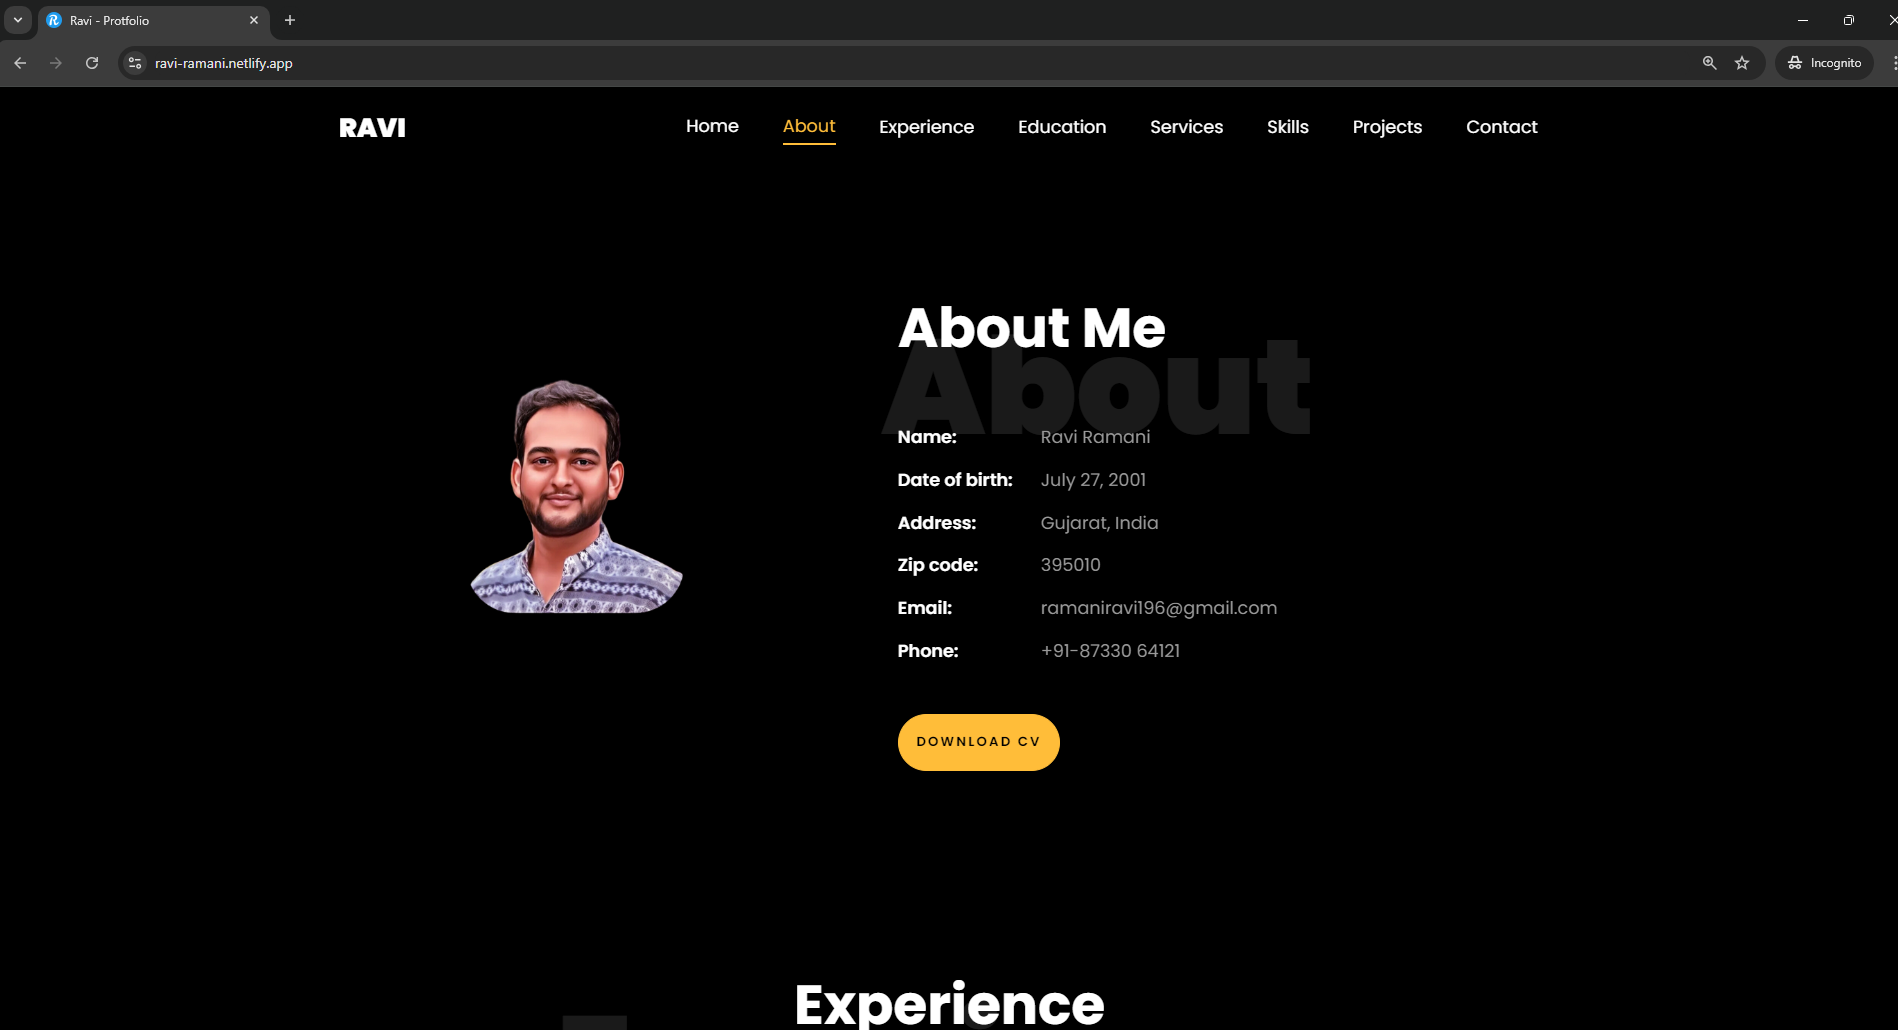 Ravi - Protfolio
ravi-ramani.netlify.app
Incognito
RAVI
Home About Experience Education Services Skills Projects Contact
About Me
About
Name: Ravi Ramani
Date of birth: July 27, 2001
Address: Gujarat, India
Zip code: 395010
Email: ramaniravi196@gmail.com
Phone: +91-87330 64121
DOWNLOAD CV
Experience